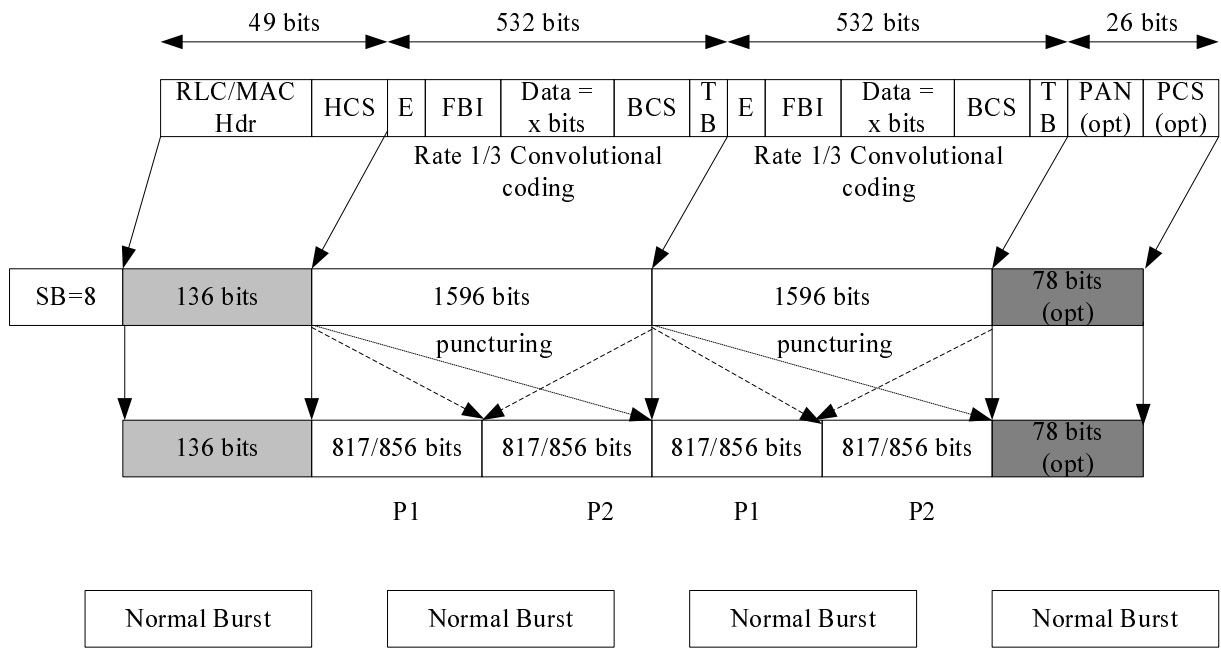 49 bits 532 bits 532 bits 26 bits
RLC/MAC Hdr HCS E FBI Data = x bits BCS T B E FBI Data = x bits BCS T B PAN (opt) PCS (opt)
Rate 1/3 Convolutional coding Rate 1/3 Convolutional coding
SB=8 136 bits 1596 bits 1596 bits 78 bits (opt)
puncturing puncturing
136 bits 817/856 bits 817/856 bits 817/856 bits 817/856 bits 78 bits (opt)
P1 P2 P1 P2
Normal Burst Normal Burst Normal Burst Normal Burst